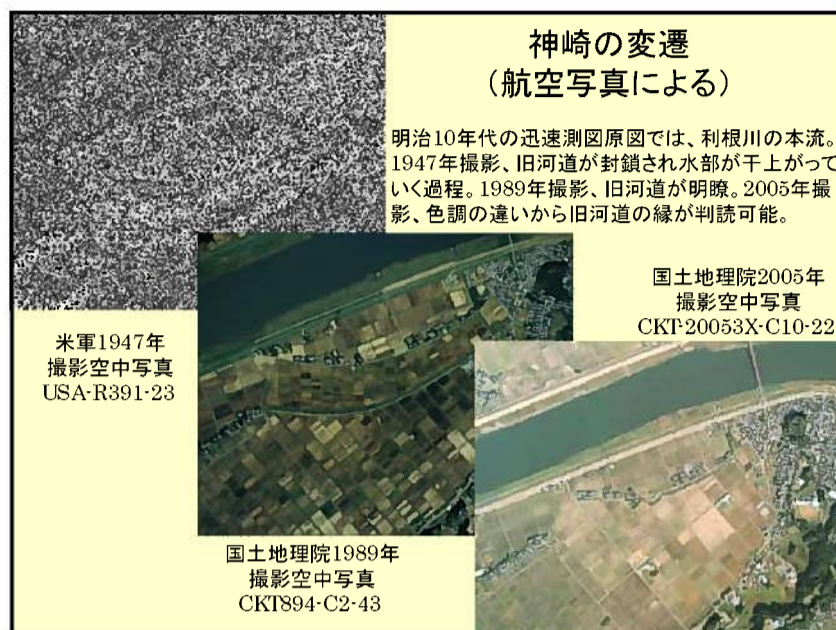 神崎の変遷
（航空写真による）
明治10年代の迅速測図原図では、利根川の本流。
1947年撮影、旧河道が封鎖され水部が干上がって
いく過程。1989年撮影、旧河道が明瞭。2005年撮
影、色調の違いから旧河道の縁が判読可能。
国土地理院2005年
撮影空中写真
CKT-20053X-C10-22
米軍1947年
撮影空中写真
USA-R391-23
国土地理院1989年
撮影空中写真
CKT894-C2-43